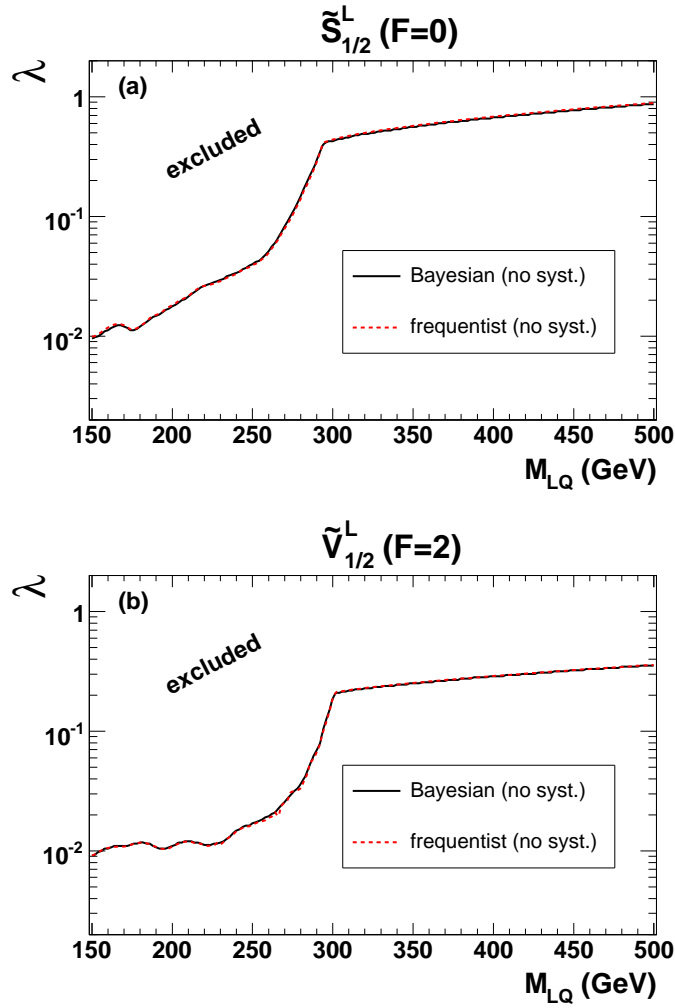 S̃ᴸ₁/₂ (F=0)
λ
(a)
excluded
1
10⁻¹
10⁻²
Bayesian (no syst.)
frequentist (no syst.)
150 200 250 300 350 400 450 500
M_LQ (GeV)
Ṽᴸ₁/₂ (F=2)
λ
(b)
excluded
1
10⁻¹
10⁻²
Bayesian (no syst.)
frequentist (no syst.)
150 200 250 300 350 400 450 500
M_LQ (GeV)